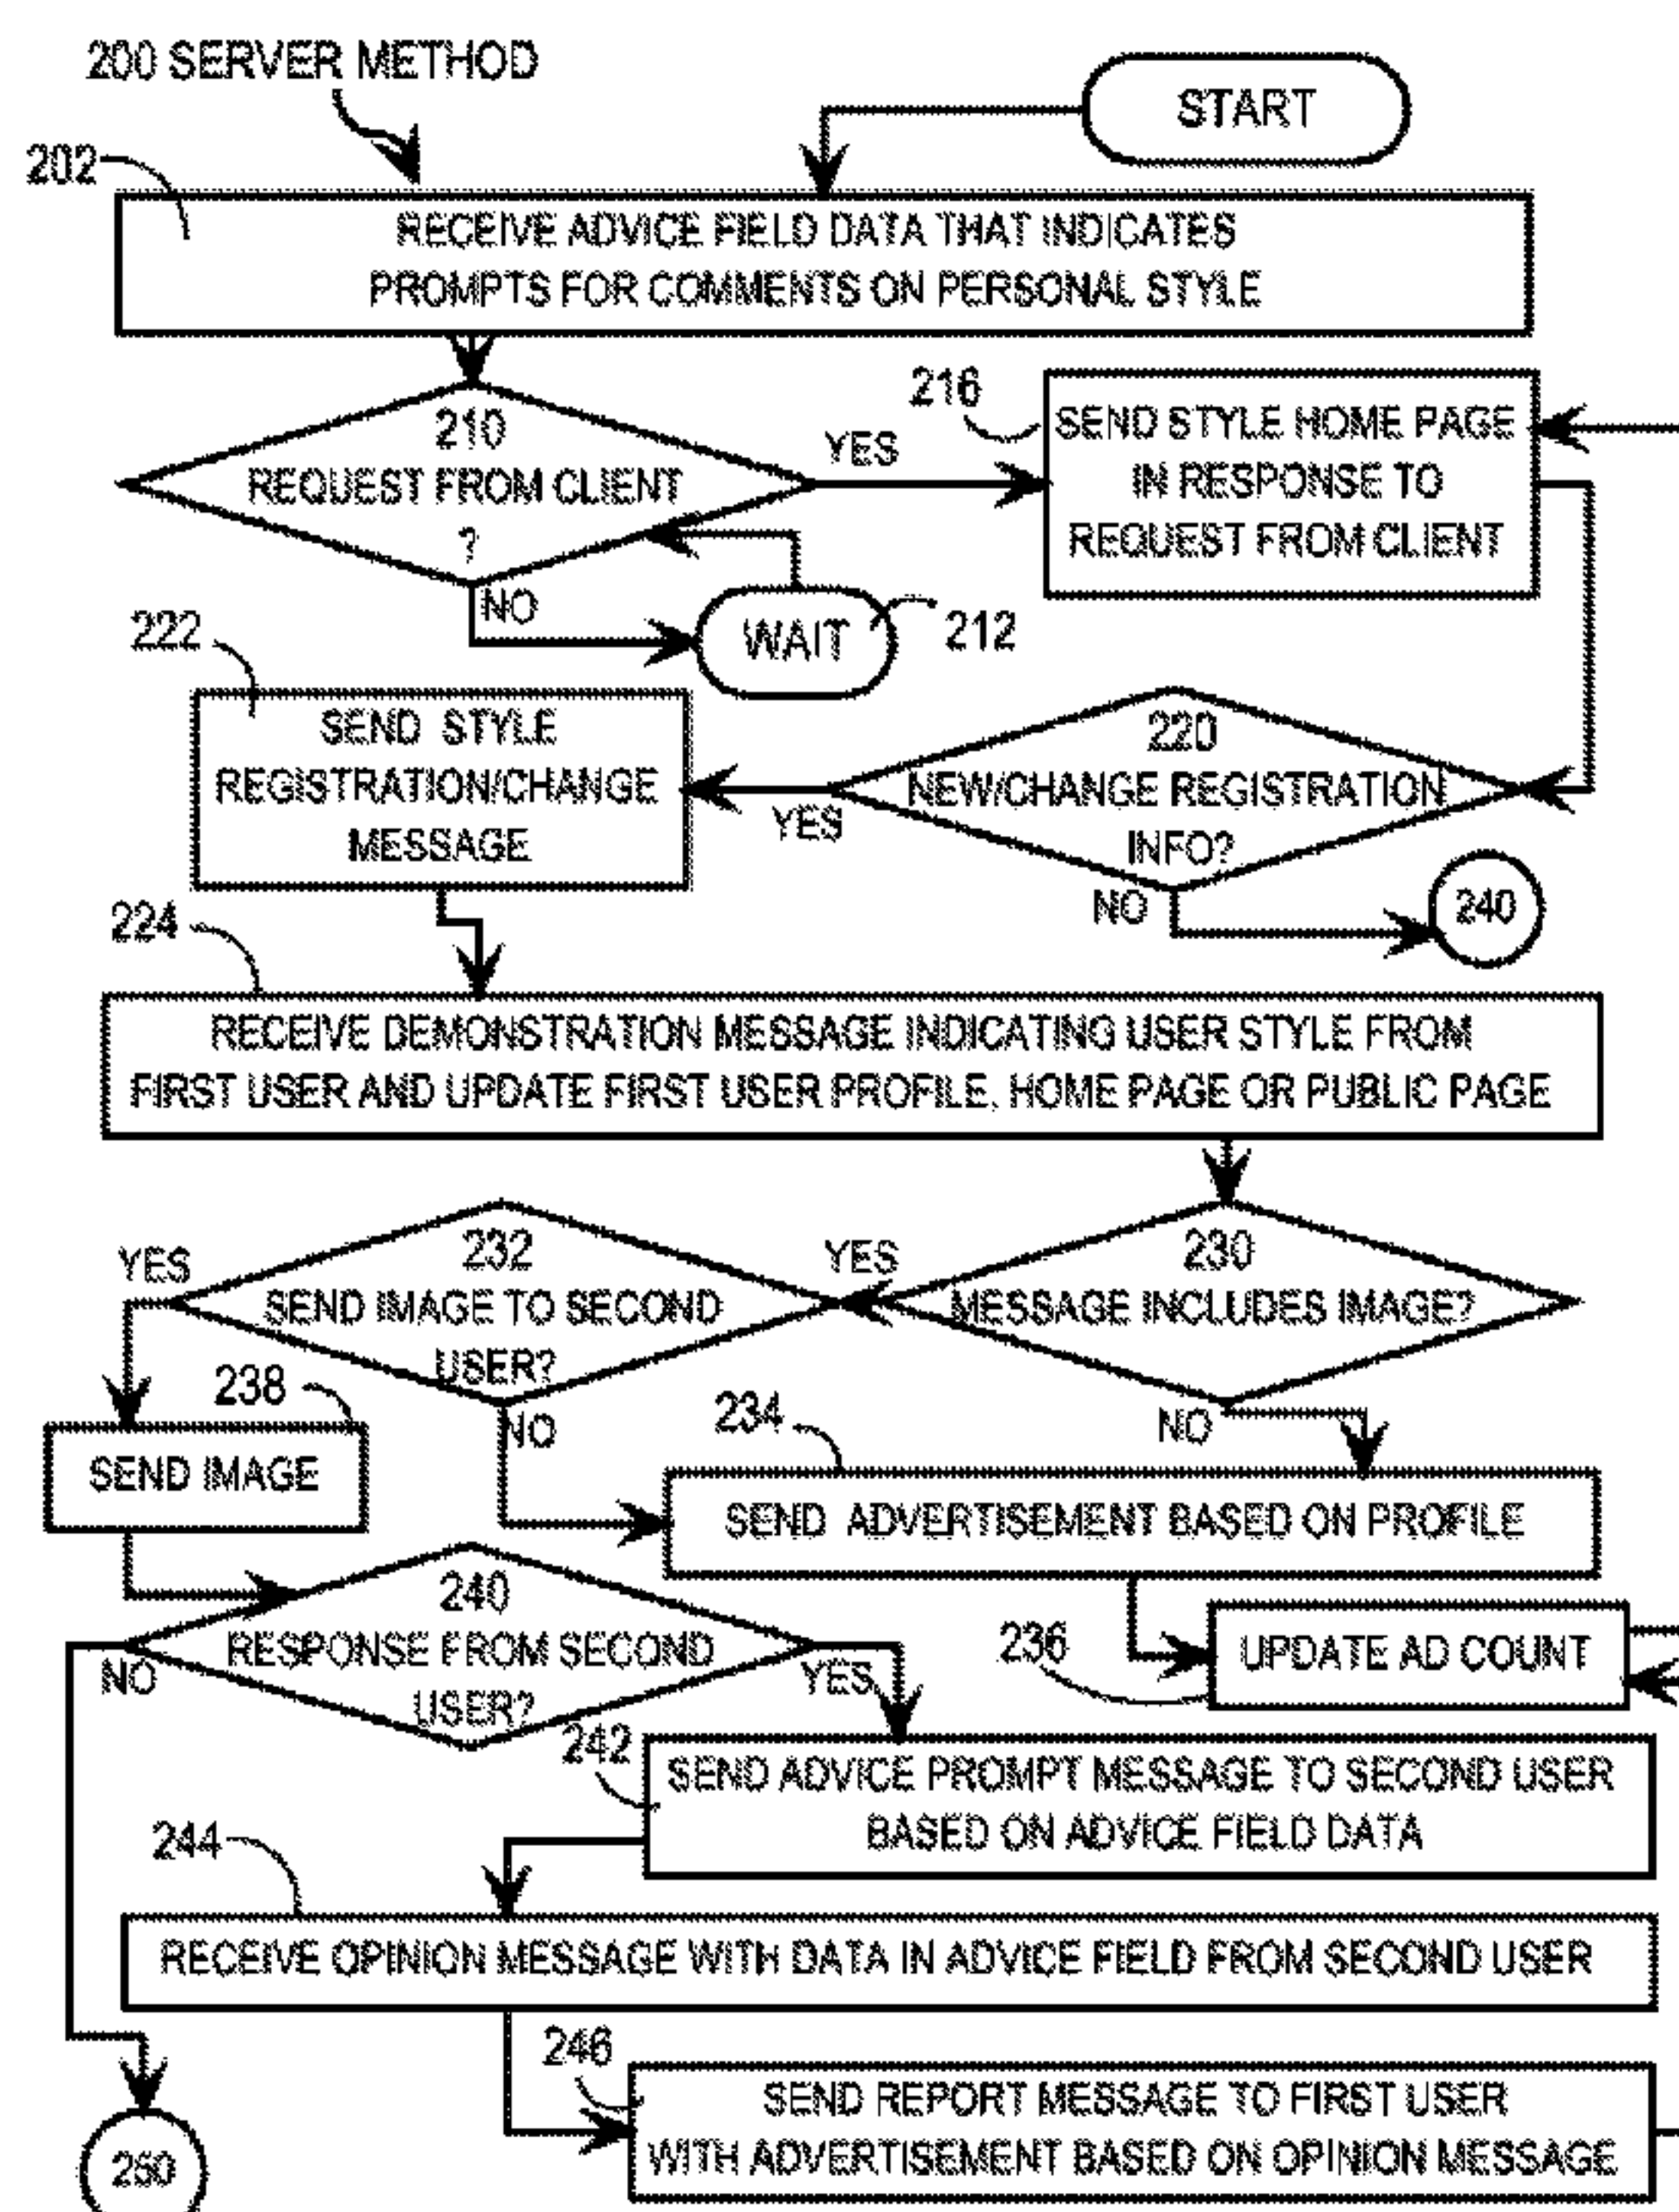 200 SERVER METHOD
START
202
RECEIVE ADVICE FIELD DATA THAT INDICATES
PROMPTS FOR COMMENTS ON PERSONAL STYLE
210
REQUEST FROM CLIENT
?
YES
NO
216
SEND STYLE HOME PAGE
IN RESPONSE TO
REQUEST FROM CLIENT
WAIT
212
222
SEND STYLE
REGISTRATION/CHANGE
MESSAGE
220
NEW/CHANGE REGISTRATION
INFO?
YES
NO
240
224
RECEIVE DEMONSTRATION MESSAGE INDICATING USER STYLE FROM
FIRST USER AND UPDATE FIRST USER PROFILE, HOME PAGE OR PUBLIC PAGE
230
MESSAGE INCLUDES IMAGE?
YES
NO
232
SEND IMAGE TO SECOND
USER?
YES
NO
238
SEND IMAGE
234
SEND ADVERTISEMENT BASED ON PROFILE
236
UPDATE AD COUNT
240
RESPONSE FROM SECOND
USER?
NO
YES
242
SEND ADVICE PROMPT MESSAGE TO SECOND USER
BASED ON ADVICE FIELD DATA
244
RECEIVE OPINION MESSAGE WITH DATA IN ADVICE FIELD FROM SECOND USER
246
SEND REPORT MESSAGE TO FIRST USER
WITH ADVERTISEMENT BASED ON OPINION MESSAGE